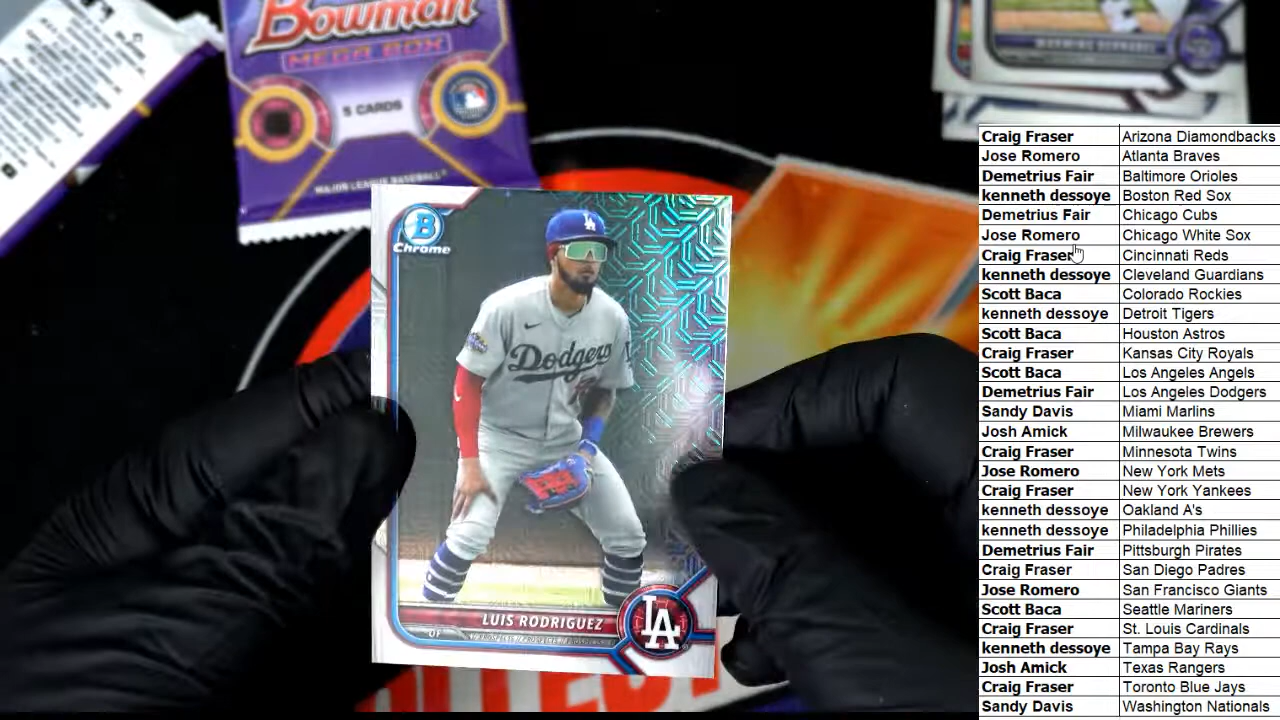 Bowman
MEGA BOX
5 CARDS
MAJOR LEAGUE BASEBALL
B
Chrome
LA
Dodgers
LUIS RODRIGUEZ
OF
LA
Craig Fraser Arizona Diamondbacks
Jose Romero Atlanta Braves
Demetrius Fair Baltimore Orioles
kenneth dessoye Boston Red Sox
Demetrius Fair Chicago Cubs
Jose Romero Chicago White Sox
Craig Fraser Cincinnati Reds
kenneth dessoye Cleveland Guardians
Scott Baca Colorado Rockies
kenneth dessoye Detroit Tigers
Scott Baca Houston Astros
Craig Fraser Kansas City Royals
Scott Baca Los Angeles Angels
Demetrius Fair Los Angeles Dodgers
Sandy Davis Miami Marlins
Josh Amick Milwaukee Brewers
Craig Fraser Minnesota Twins
Jose Romero New York Mets
Craig Fraser New York Yankees
kenneth dessoye Oakland A's
kenneth dessoye Philadelphia Phillies
Demetrius Fair Pittsburgh Pirates
Craig Fraser San Diego Padres
Jose Romero San Francisco Giants
Scott Baca Seattle Mariners
Craig Fraser St. Louis Cardinals
kenneth dessoye Tampa Bay Rays
Josh Amick Texas Rangers
Craig Fraser Toronto Blue Jays
Sandy Davis Washington Nationals